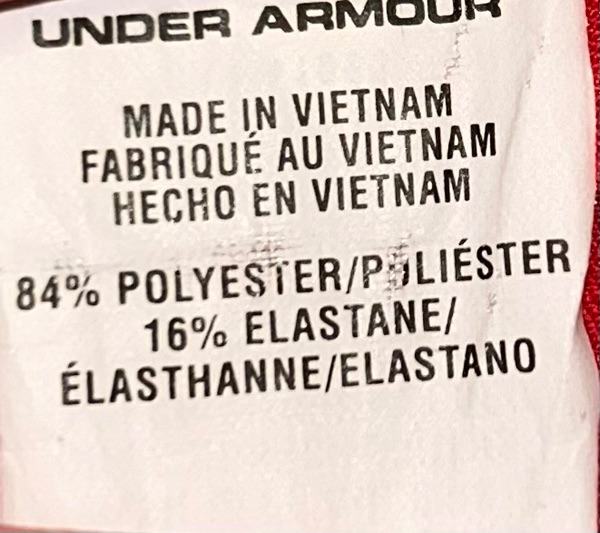 UNDER ARMOUR
MADE IN VIETNAM
FABRIQUÉ AU VIETNAM
HECHO EN VIETNAM
84% POLYESTER/POLIÉSTER
16% ELASTANE/
ÉLASTHANNE/ELASTANO